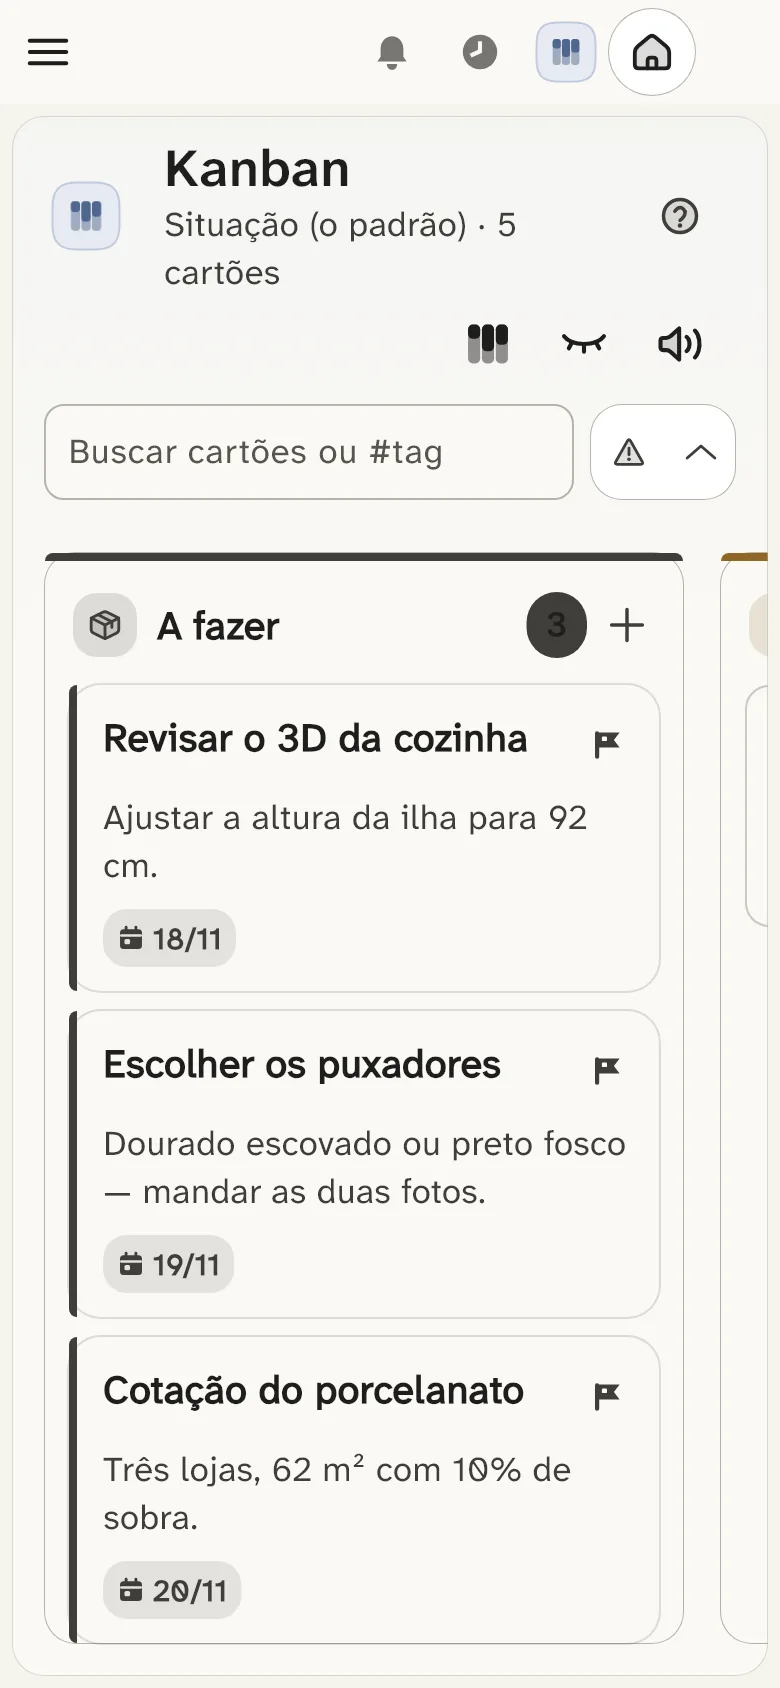 Kanban
Situação (o padrão) · 5
cartões
Buscar cartões ou #tag
A fazer
3
Revisar o 3D da cozinha
Ajustar a altura da ilha para 92
cm.
18/11
Escolher os puxadores
Dourado escovado ou preto fosco
— mandar as duas fotos.
19/11
Cotação do porcelanato
Três lojas, 62 m² com 10% de
sobra.
20/11